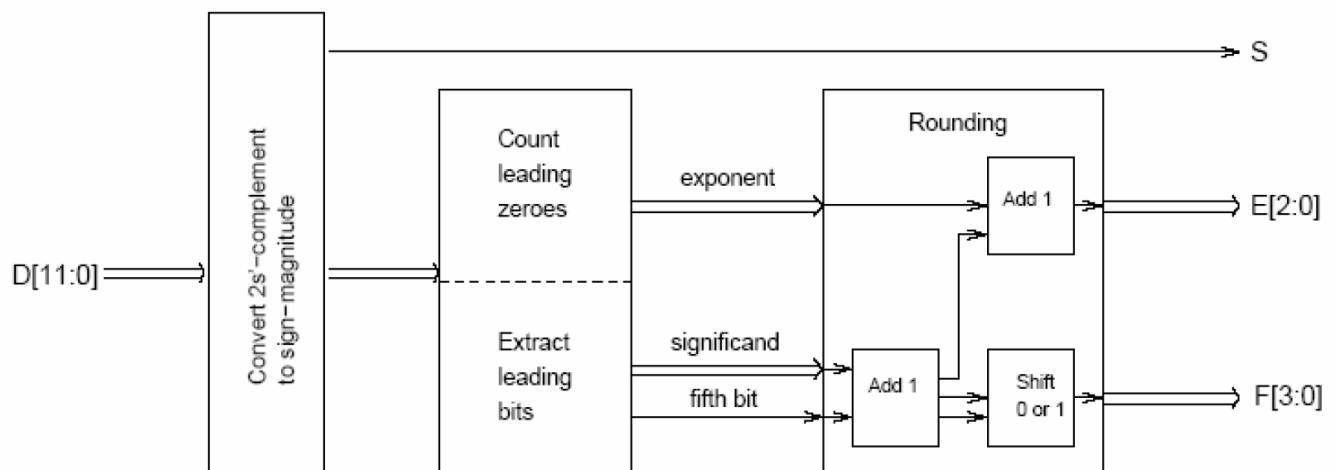 S
Rounding
Count
leading
zeroes
exponent
Add 1
E[2:0]
D[11:0]
Convert 2s'−complement
to sign−magnitude
Extract
leading
bits
significand
fifth bit
Add 1
Shift
0 or 1
F[3:0]